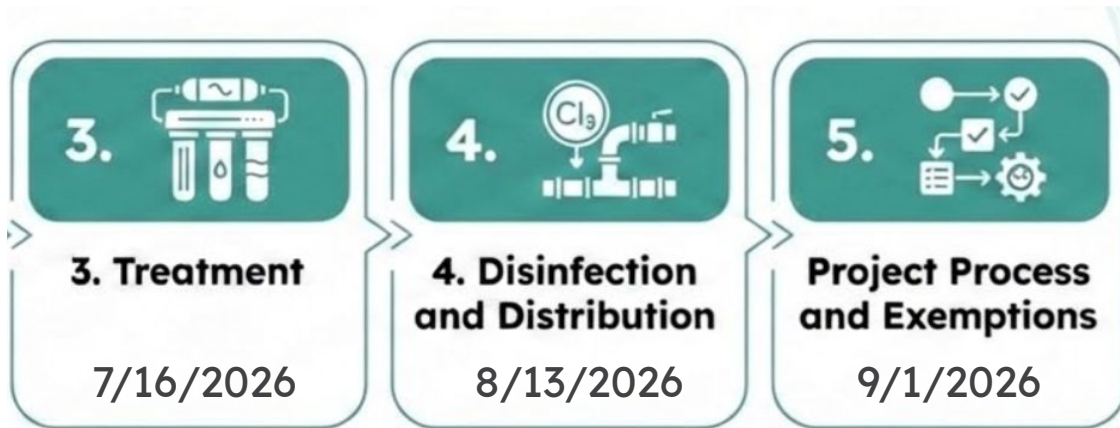 3.
Cl₃
4.
5.
3. Treatment
4. Disinfection
and Distribution
Project Process
and Exemptions
7/16/2026
8/13/2026
9/1/2026